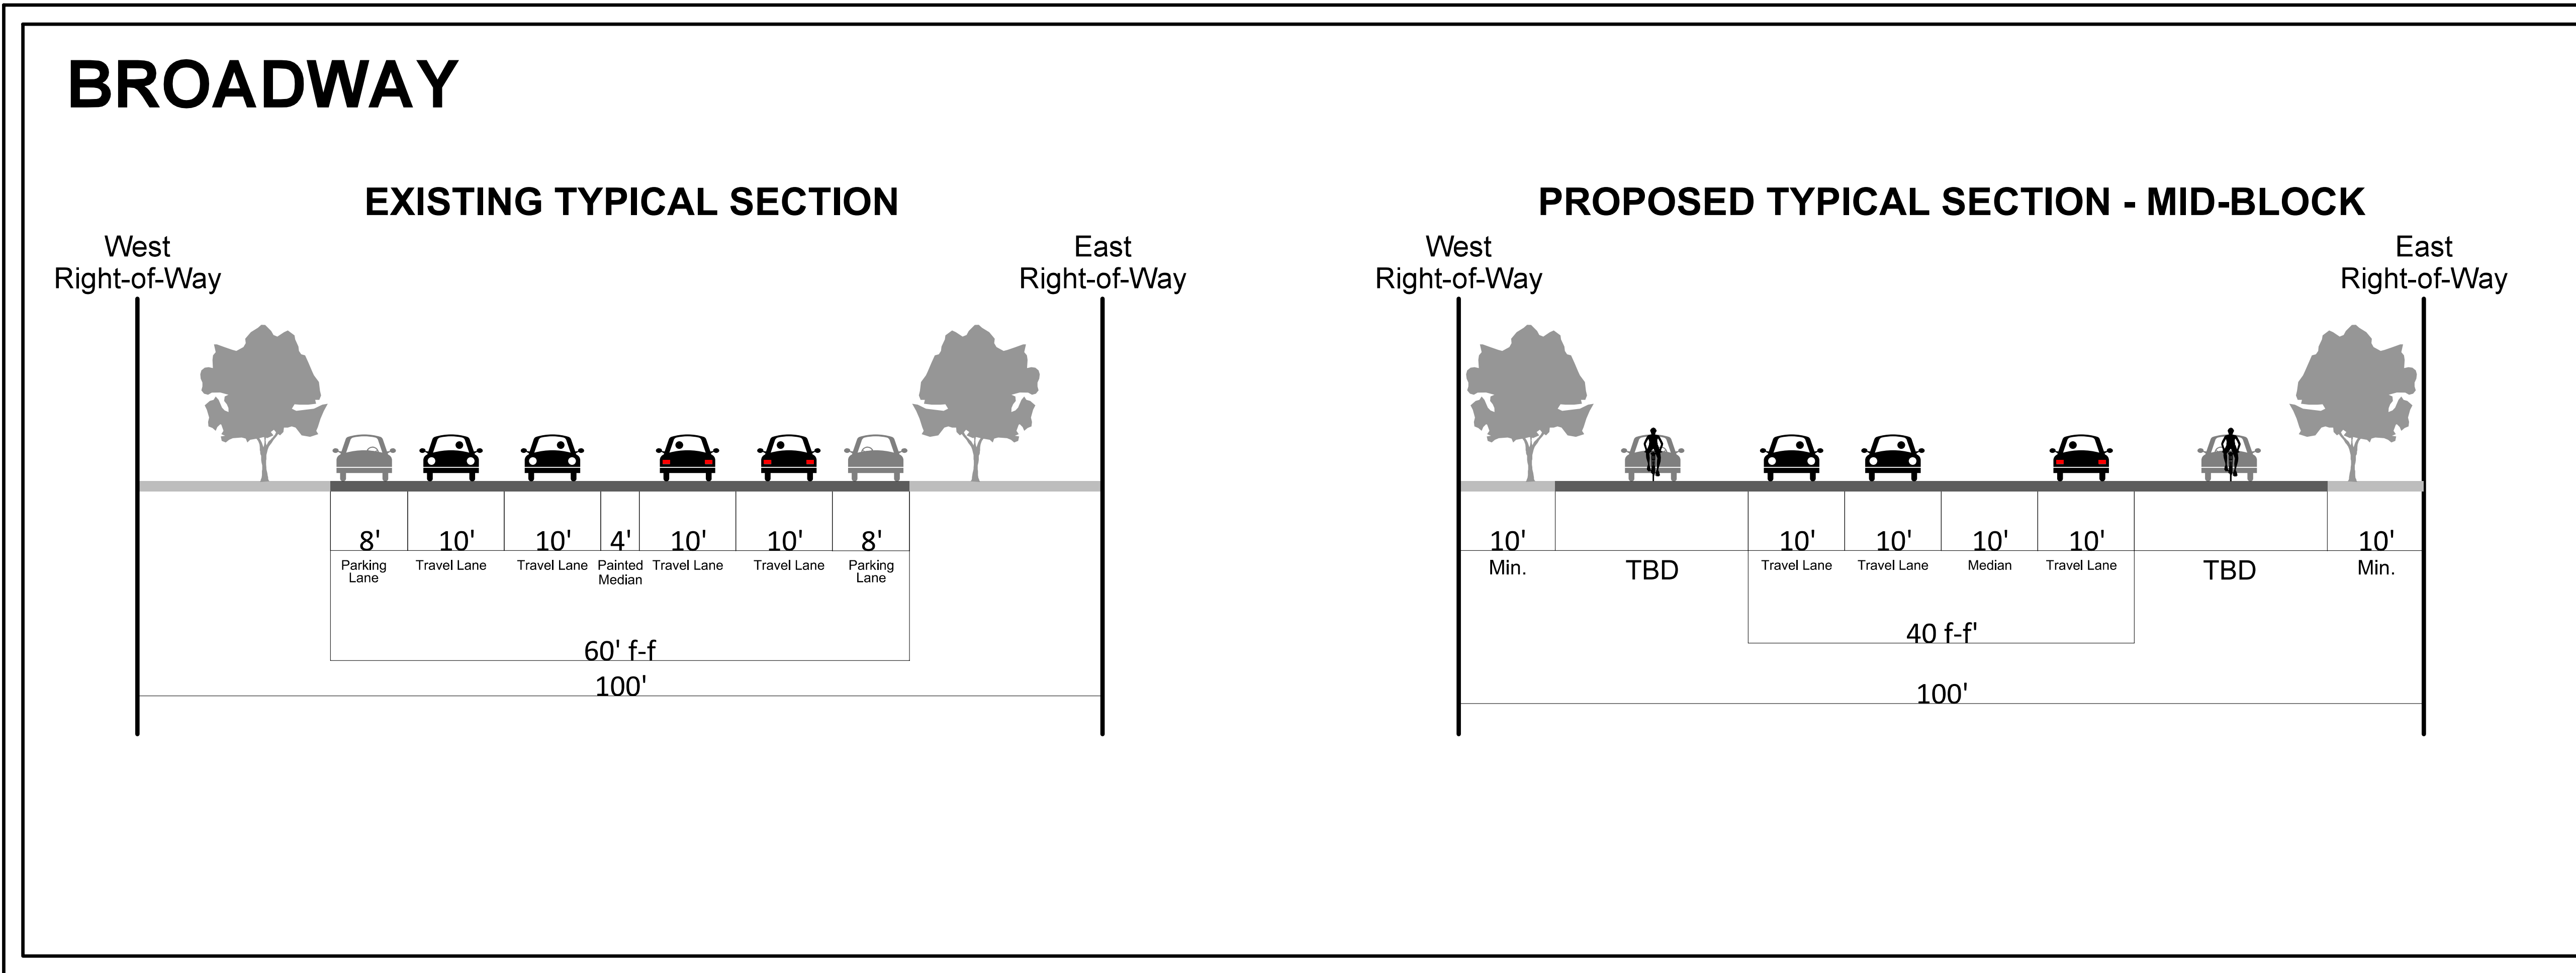 BROADWAY
EXISTING TYPICAL SECTION
West
Right-of-Way
East
Right-of-Way
8' 10' 10' 4' 10' 10' 8'
Parking Travel Lane Travel Lane Painted Travel Lane Travel Lane Parking
Lane Median Lane
60' f-f
100'
PROPOSED TYPICAL SECTION - MID-BLOCK
West
Right-of-Way
East
Right-of-Way
10' 10' 10' 10' 10' 10'
Min. TBD Travel Lane Travel Lane Median Travel Lane TBD Min.
40 f-f'
100'